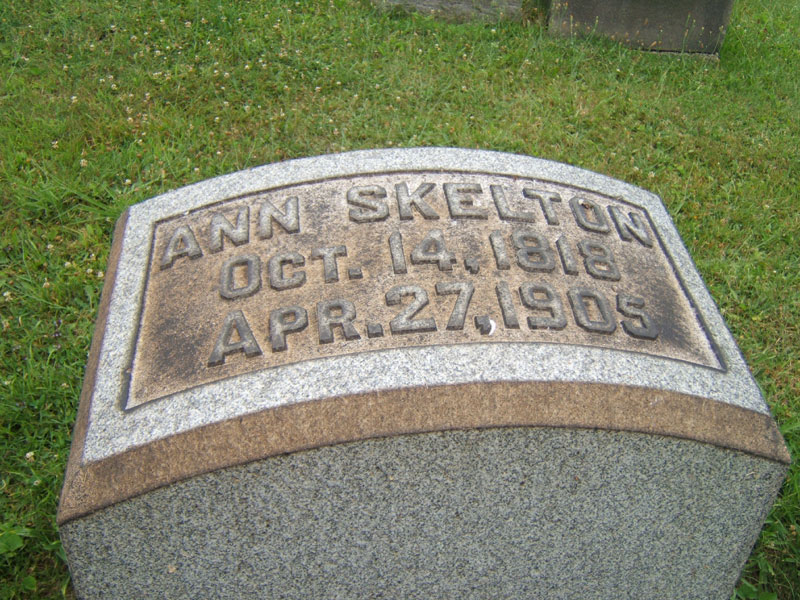 ANN SKELTON
OCT. 14, 1818
APR. 27, 1905